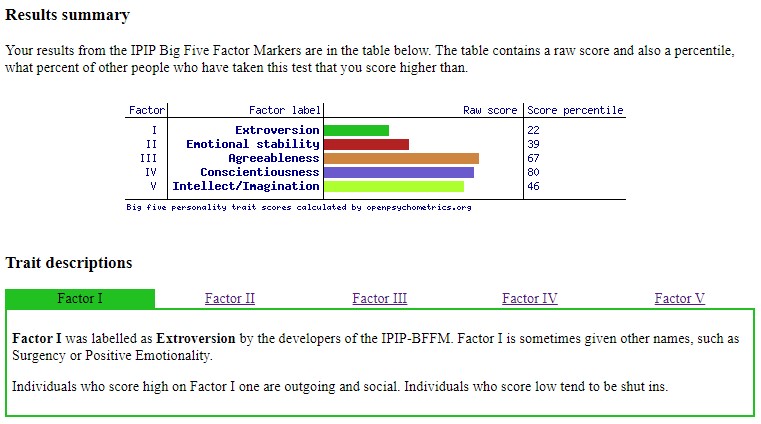 Results summary
Your results from the IPIP Big Five Factor Markers are in the table below. The table contains a raw score and also a percentile,
what percent of other people who have taken this test that you score higher than.
Factor Factor label Raw score Score percentile
I Extroversion 22
II Emotional stability 39
III Agreeableness 67
IV Conscientiousness 80
V Intellect/Imagination 46
Big five personality trait scores calculated by openpsychometrics.org
Trait descriptions
Factor I Factor II Factor III Factor IV Factor V
Factor I was labelled as Extroversion by the developers of the IPIP-BFFM. Factor I is sometimes given other names, such as
Surgency or Positive Emotionality.
Individuals who score high on Factor I one are outgoing and social. Individuals who score low tend to be shut ins.